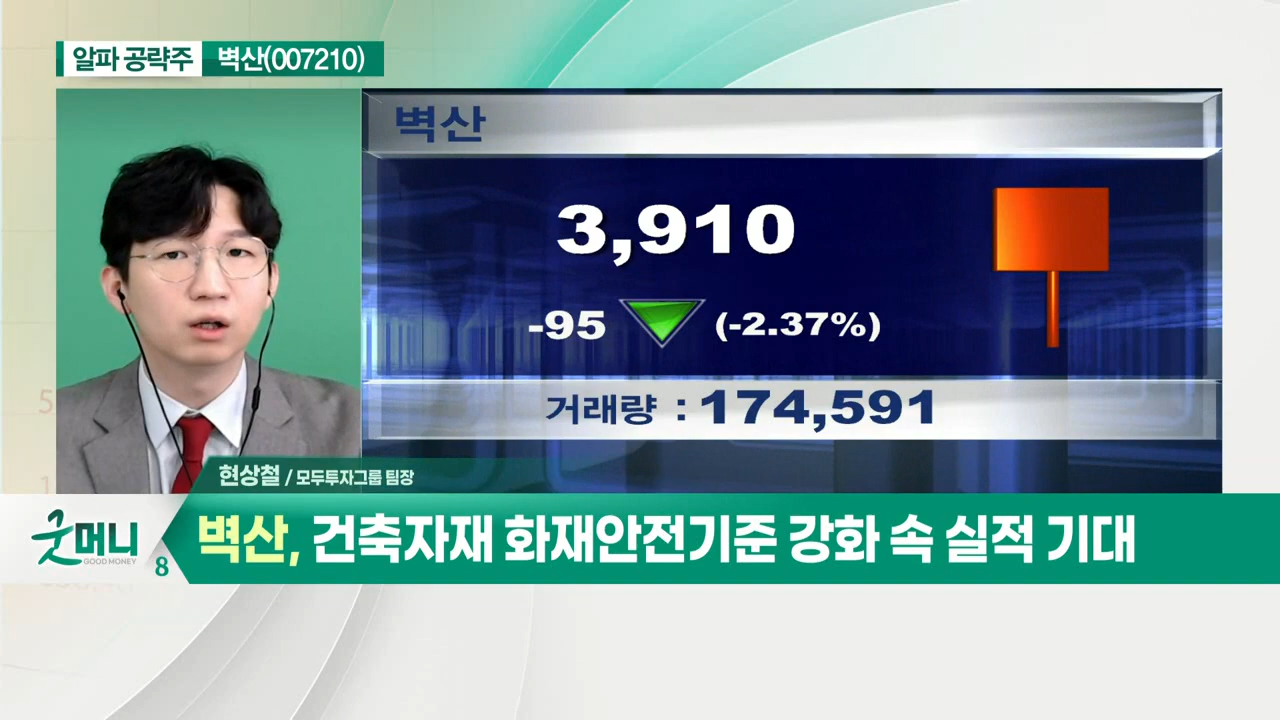 알파 공략주 벽산(007210)
벽산
3,910
-95 (-2.37%)
거래량 : 174,591
현상철 / 모두투자그룹 팀장
굿머니
GOOD MONEY
8
벽산, 건축자재 화재안전기준 강화 속 실적 기대